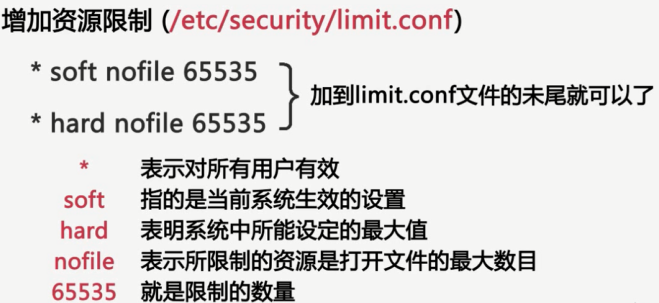 增加资源限制 (/etc/security/limit.conf)
* soft nofile 65535
* hard nofile 65535
加到limit.conf文件的未尾就可以了
* 表示对所有用户有效
soft 指的是当前系统生效的设置
hard 表明系统中所能设定的最大值
nofile 表示所限制的资源是打开文件的最大数目
65535 就是限制的数量